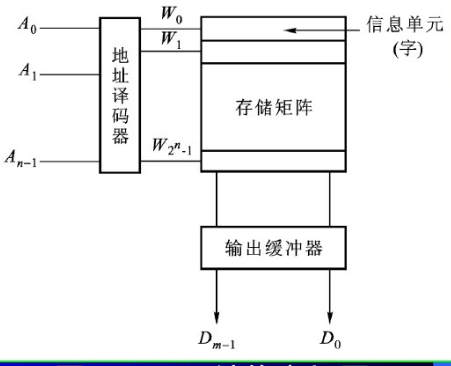 A₀
W₀
信息单元
(字)
W₁
A₁
地址译码器
存储矩阵
Aₙ₋₁
W₂ⁿ₋₁
输出缓冲器
Dₘ₋₁
D₀